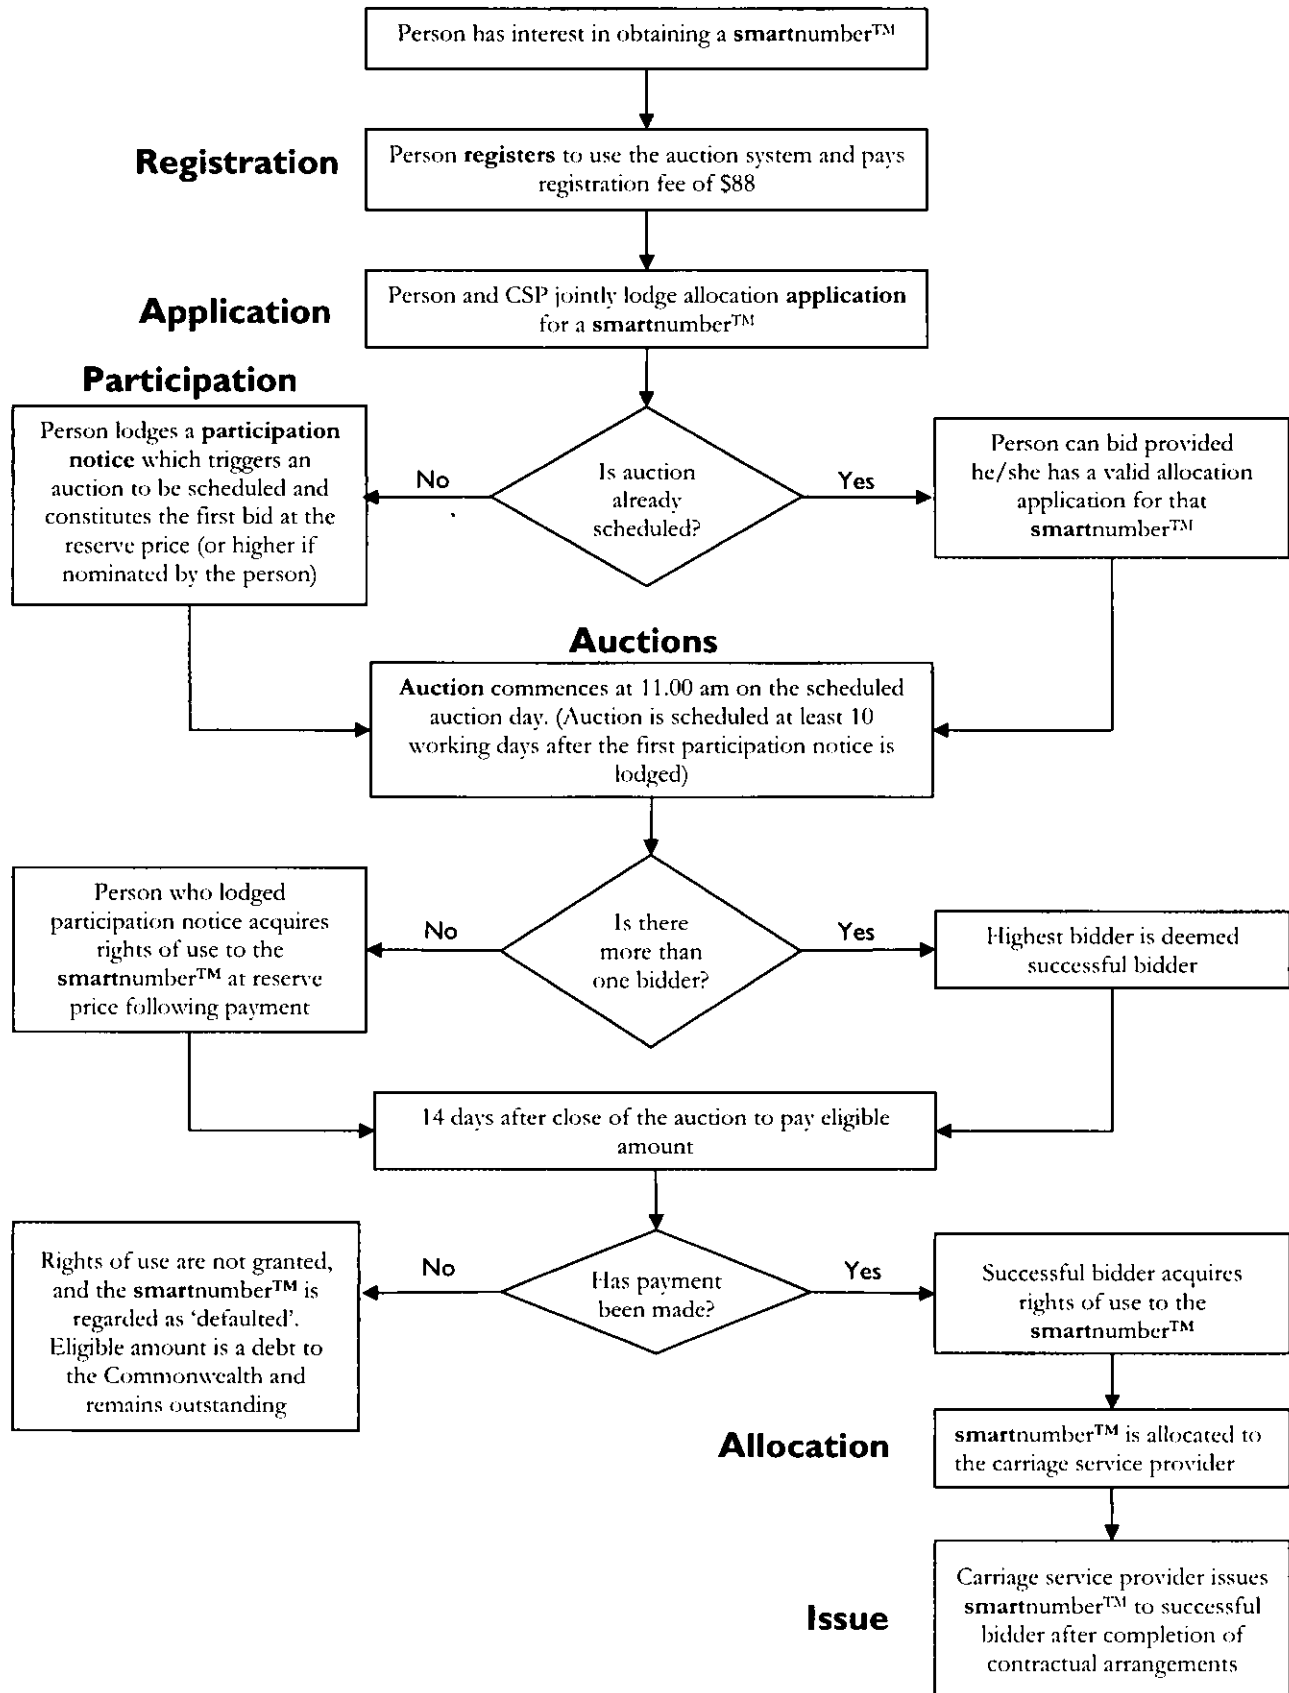 Person has interest in obtaining a smartnumber™
Registration
Person registers to use the auction system and pays
registration fee of $88
Application
Person and CSP jointly lodge allocation application
for a smartnumber™
Participation
Person lodges a participation
notice which triggers an
auction to be scheduled and
constitutes the first bid at the
reserve price (or higher if
nominated by the person)
No
Is auction
already
scheduled?
Yes
Person can bid provided
he/she has a valid allocation
application for that
smartnumber™
Auctions
Auction commences at 11.00 am on the scheduled
auction day. (Auction is scheduled at least 10
working days after the first participation notice is
lodged)
Person who lodged
participation notice acquires
rights of use to the
smartnumber™ at reserve
price following payment
No
Is there
more than
one bidder?
Yes
Highest bidder is deemed
successful bidder
14 days after close of the auction to pay eligible
amount
Rights of use are not granted,
and the smartnumber™ is
regarded as ‘defaulted’.
Eligible amount is a debt to
the Commonwealth and
remains outstanding
No
Has payment
been made?
Yes
Successful bidder acquires
rights of use to the
smartnumber™
Allocation
smartnumber™ is allocated to
the carriage service provider
Issue
Carriage service provider issues
smartnumber™ to successful
bidder after completion of
contractual arrangements